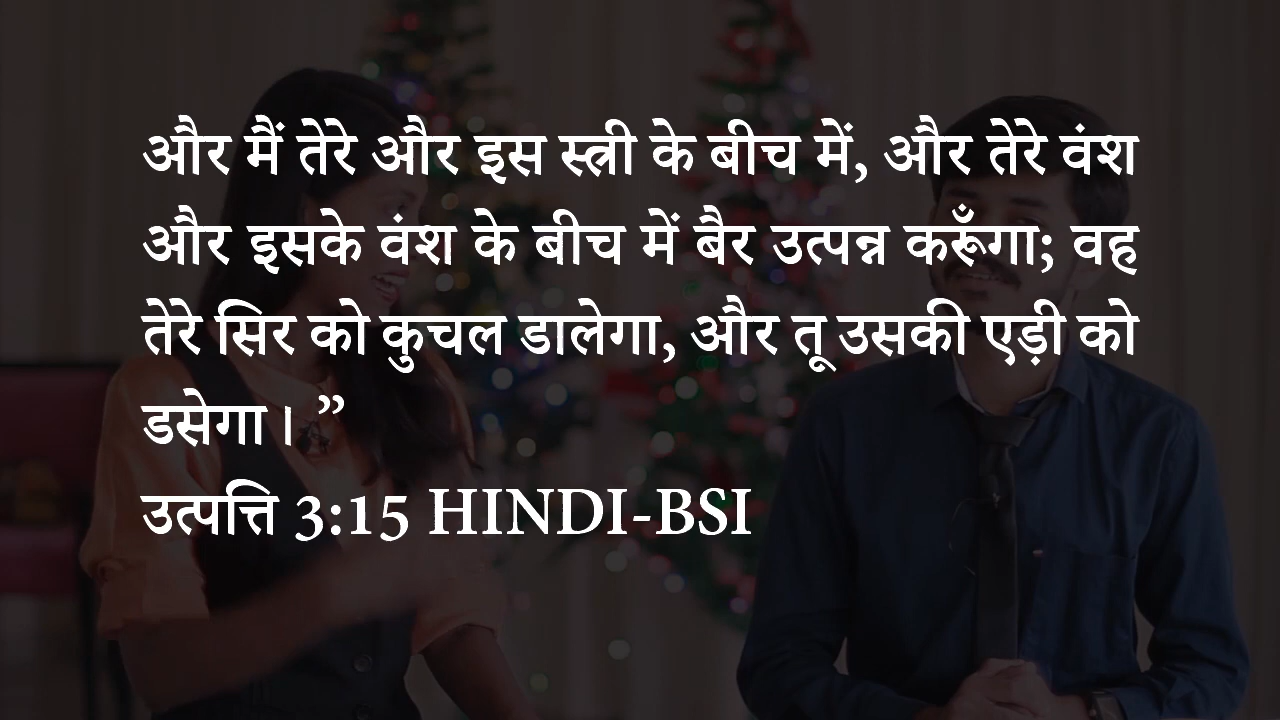 और मैं तेरे और इस स्त्री के बीच में, और तेरे वंश
और इसके वंश के बीच में बैर उत्पन्न करूँगा; वह
तेरे सिर को कुचल डालेगा, और तू उसकी एड़ी को
डसेगा। ”
उत्पत्ति 3:15 HINDI-BSI